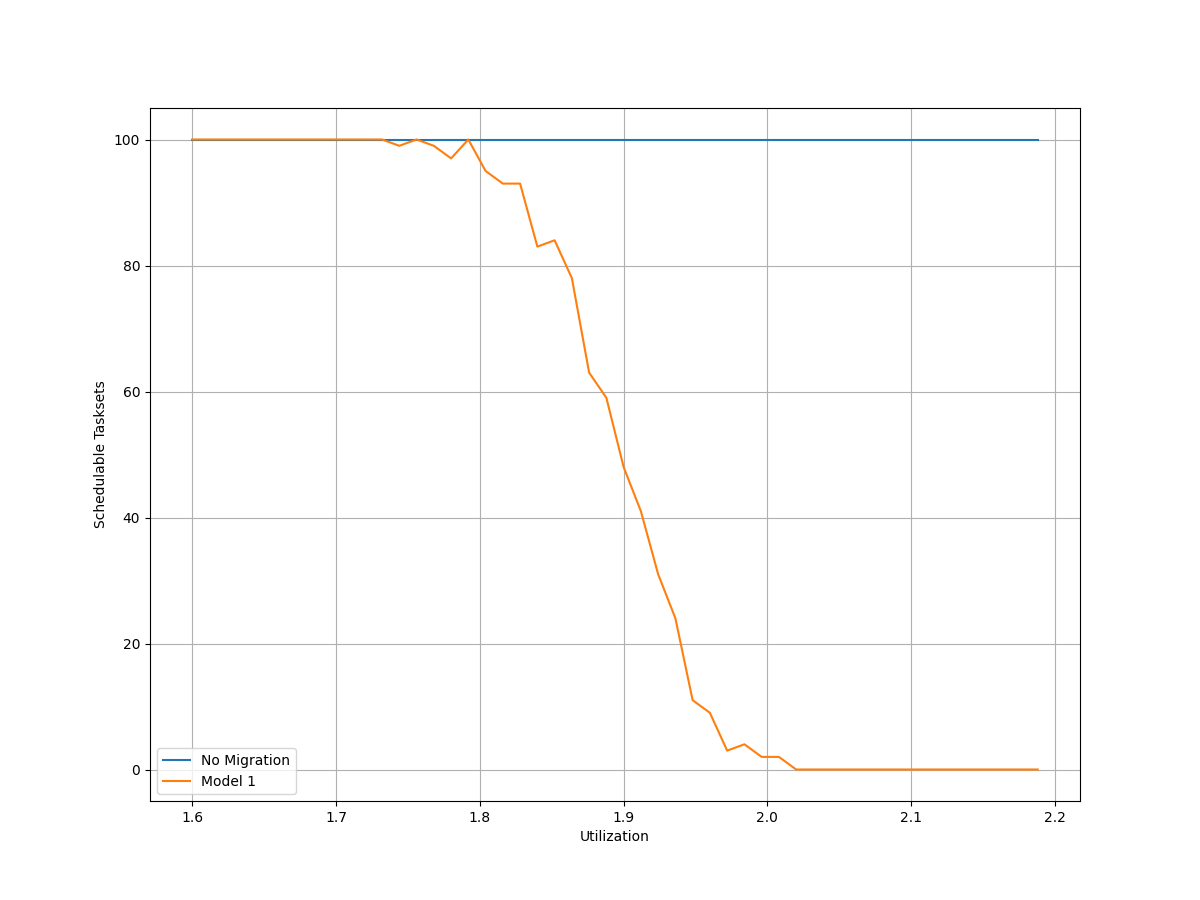 100
80
60
40
20
0
Schedulable Tasksets
No Migration
Model 1
1.6 1.7 1.8 1.9 2.0 2.1 2.2
Utilization